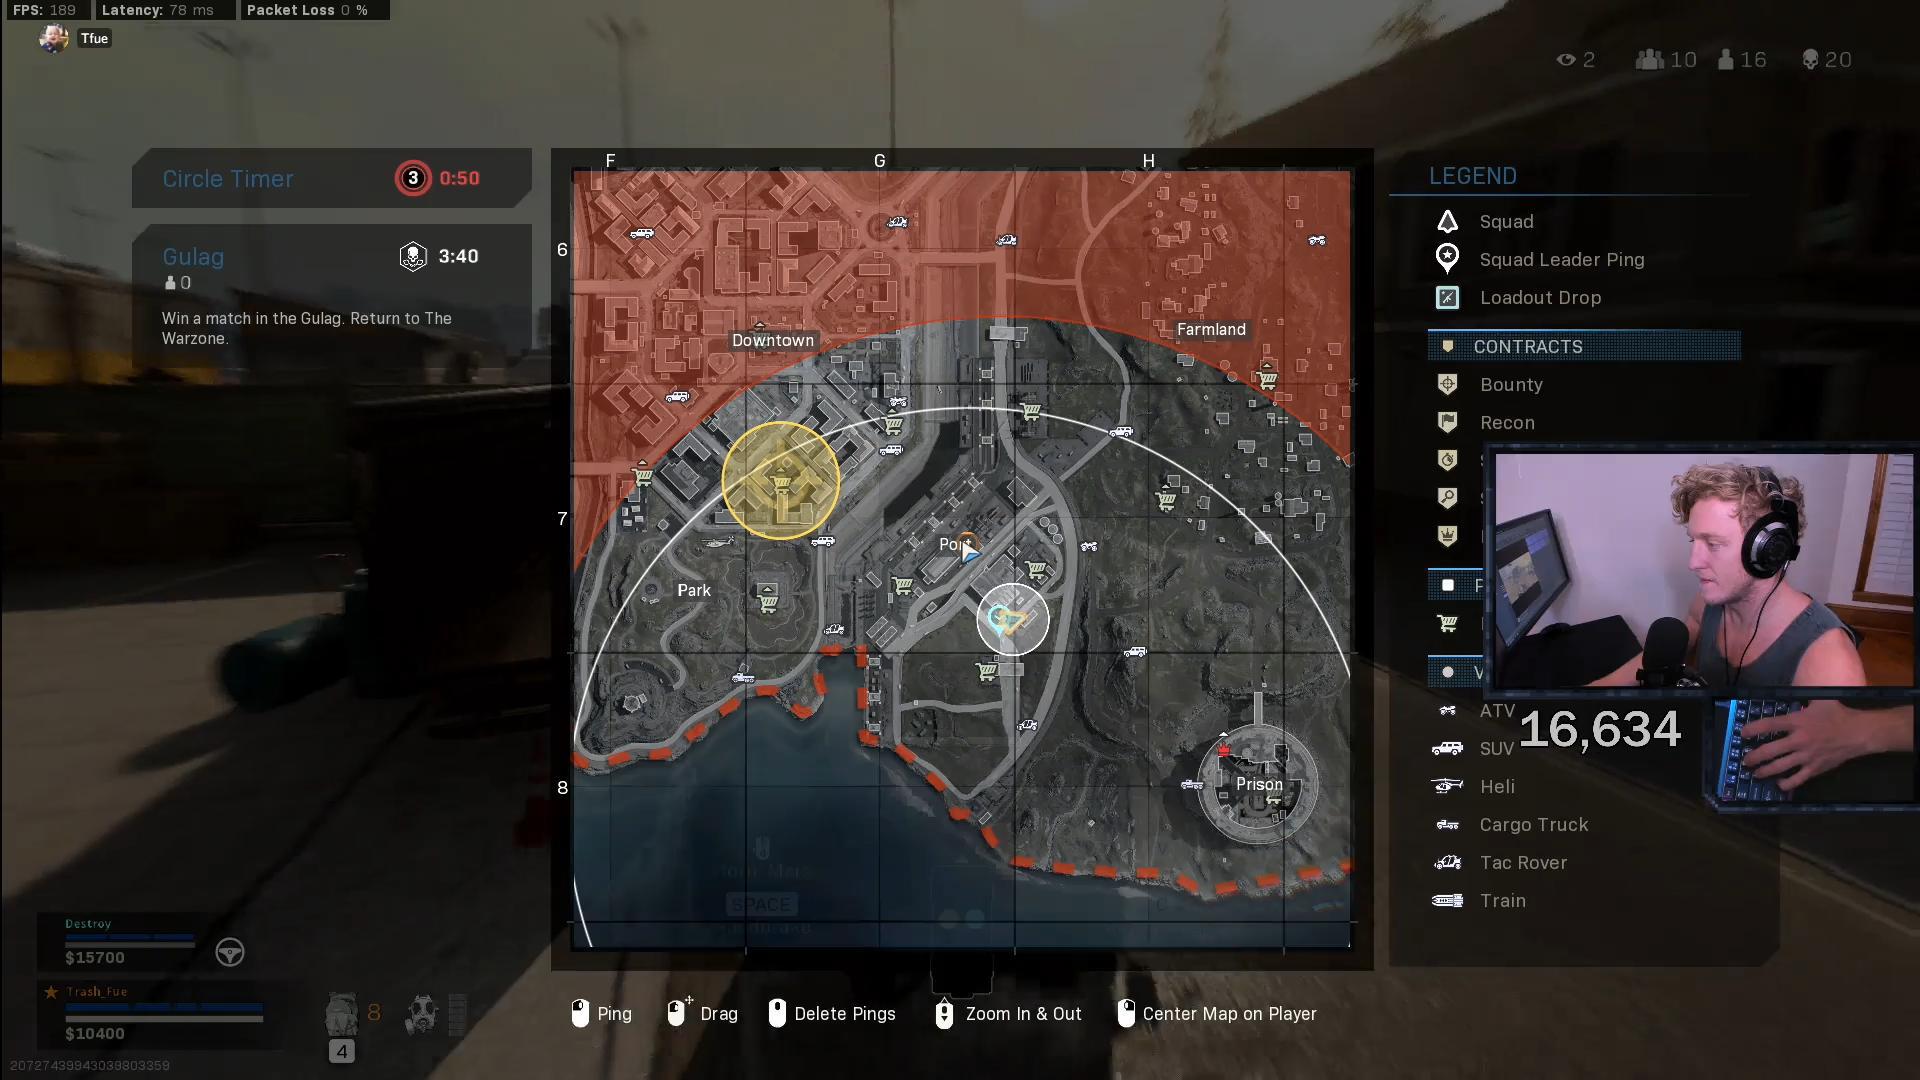 FPS: 189 Latency: 78 ms Packet Loss 0 %
Tfue
2 10 16 20
Circle Timer 3 0:50
Gulag 3:40
0
Win a match in the Gulag. Return to The
Warzone.
F G H
6
7
8
Downtown
Farmland
Port
Park
Prison
SPACE
LEGEND
Squad
Squad Leader Ping
Loadout Drop
CONTRACTS
Bounty
Recon
ATV
SUV
Heli
Cargo Truck
Tac Rover
Train
16,634
Destroy
$15700
Trash_Fue
$10400
8
4
Ping Drag Delete Pings Zoom In & Out Center Map on Player
20727439943039803359